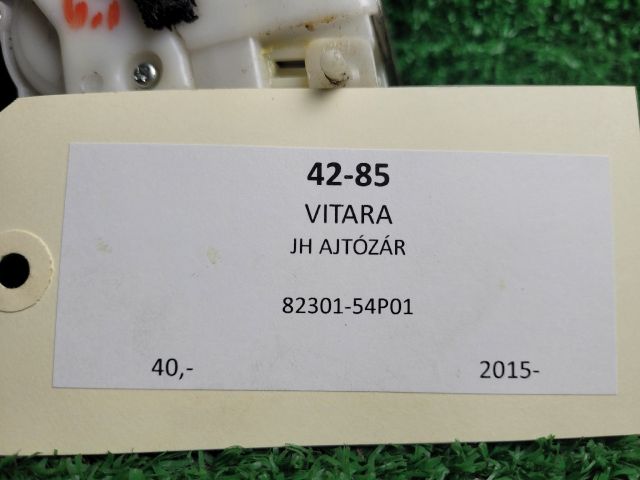 42-85
VITARA
JH AJTÓZÁR
82301-54P01
40,- 2015-